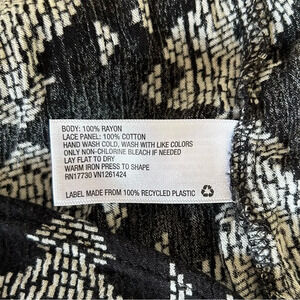 BODY: 100% RAYON
LACE PANEL: 100% COTTON
HAND WASH COLD, WASH WITH LIKE COLORS
ONLY NON-CHLORINE BLEACH IF NEEDED
LAY FLAT TO DRY
WARM IRON PRESS TO SHAPE
RN17730 VN1261424
LABEL MADE FROM 100% RECYCLED PLASTIC